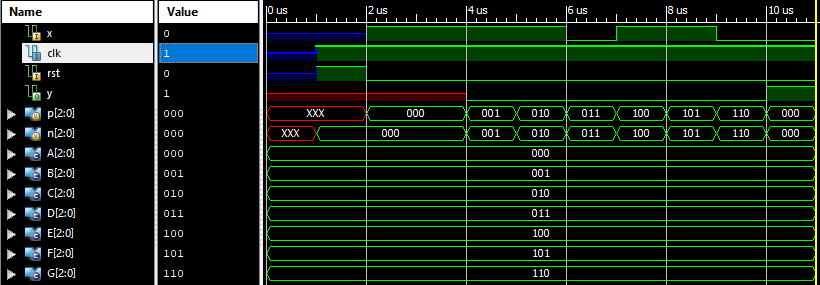 Name Value 0 us 2 us 4 us 6 us 8 us 10 us
x 0
clk 1
rst 0
y 1
p[2:0] 000 XXX 000 001 010 011 100 101 110 000
n[2:0] 000 XXX 000 001 010 011 100 101 110 000
A[2:0] 000 000
B[2:0] 001 001
C[2:0] 010 010
D[2:0] 011 011
E[2:0] 100 100
F[2:0] 101 101
G[2:0] 110 110